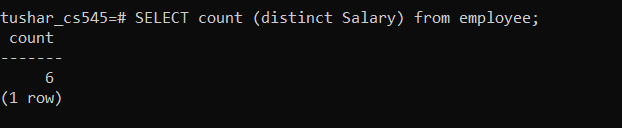 tushar_cs545=# SELECT count (distinct Salary) from employee;
 count
-------
     6
(1 row)